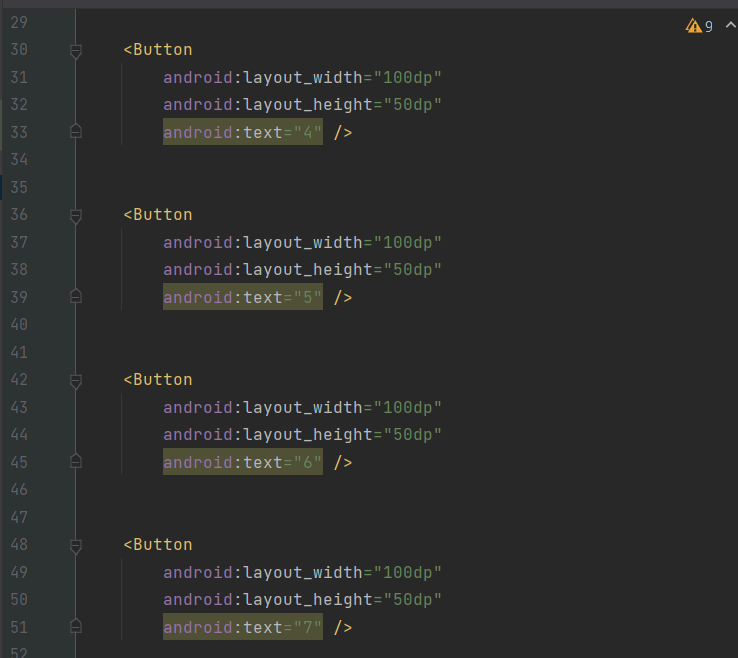 29
9
30 <Button
31 android:layout_width="100dp"
32 android:layout_height="50dp"
33 android:text="4" />
34
35
36 <Button
37 android:layout_width="100dp"
38 android:layout_height="50dp"
39 android:text="5" />
40
41
42 <Button
43 android:layout_width="100dp"
44 android:layout_height="50dp"
45 android:text="6" />
46
47
48 <Button
49 android:layout_width="100dp"
50 android:layout_height="50dp"
51 android:text="7" />
52